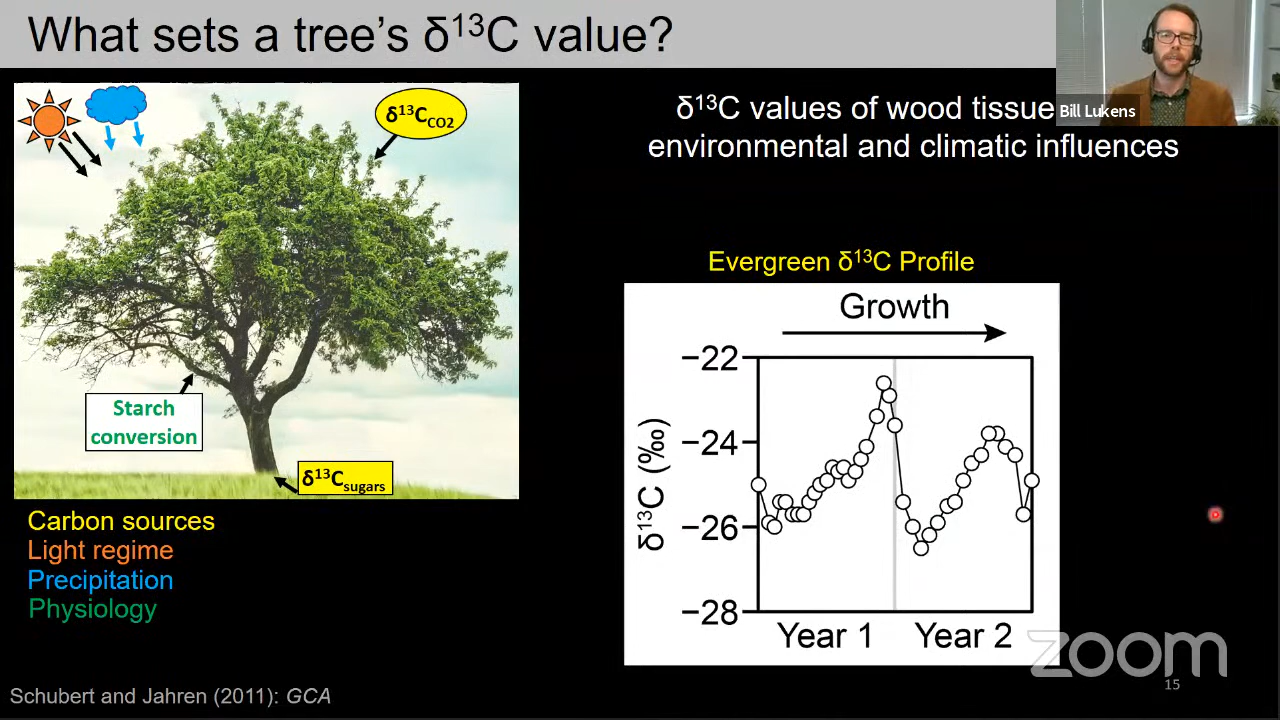 What sets a tree's δ¹³C value?
δ¹³C_CO2
Starch
conversion
δ¹³C_sugars
Carbon sources
Light regime
Precipitation
Physiology
Schubert and Jahren (2011): GCA
δ¹³C values of wood tissue
environmental and climatic influences
Bill Lukens
Evergreen δ¹³C Profile
Growth
−22
−24
−26
−28
δ¹³C (‰)
Year 1 Year 2
zoom
15